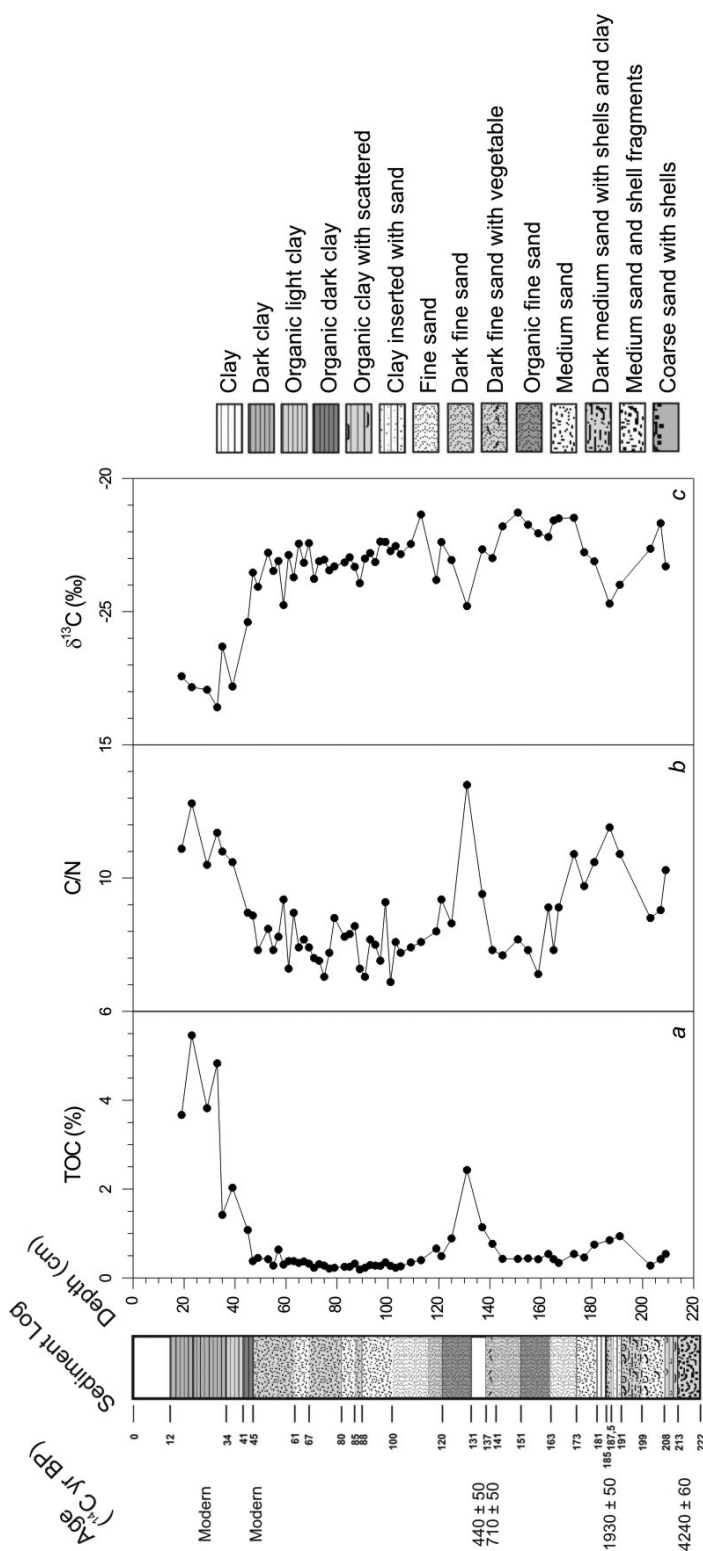 Age
(¹⁴C yr BP)
Sediment Log
Depth (cm)
Modern
Modern
440 ± 50
710 ± 50
1930 ± 50
4240 ± 60
0
12
34
41
45
61
67
80
85
88
100
120
131
137
141
151
163
173
181
185
187,5
191
199
208
213
222
20
40
60
80
100
120
140
160
180
200
220
TOC (%)
0
2
4
6
a
C/N
10
15
b
δ¹³C (‰)
-25
-20
c
Clay
Dark clay
Organic light clay
Organic dark clay
Organic clay with scattered
Clay inserted with sand
Fine sand
Dark fine sand
Dark fine sand with vegetable
Organic fine sand
Medium sand
Dark medium sand with shells and clay
Medium sand and shell fragments
Coarse sand with shells